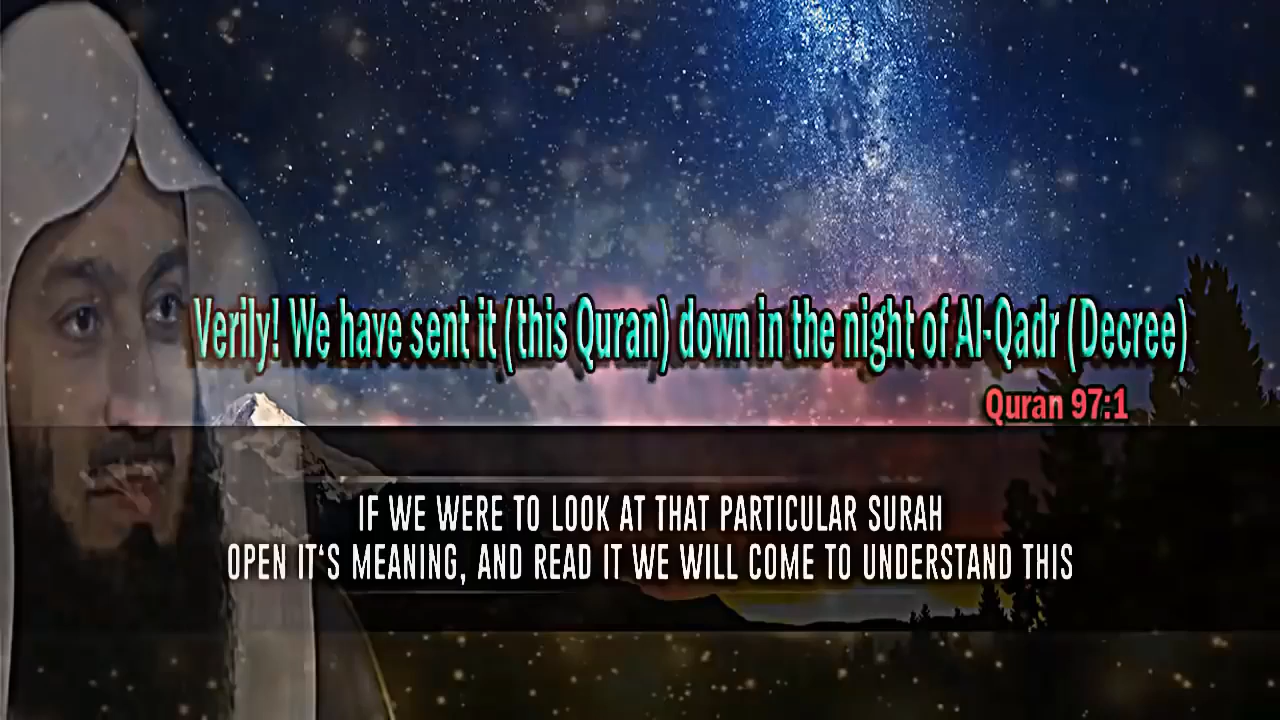 Verily! We have sent it (this Quran) down in the night of Al-Qadr (Decree)
Quran 97:1
IF WE WERE TO LOOK AT THAT PARTICULAR SURAH
OPEN IT‘S MEANING, AND READ IT WE WILL COME TO UNDERSTAND THIS